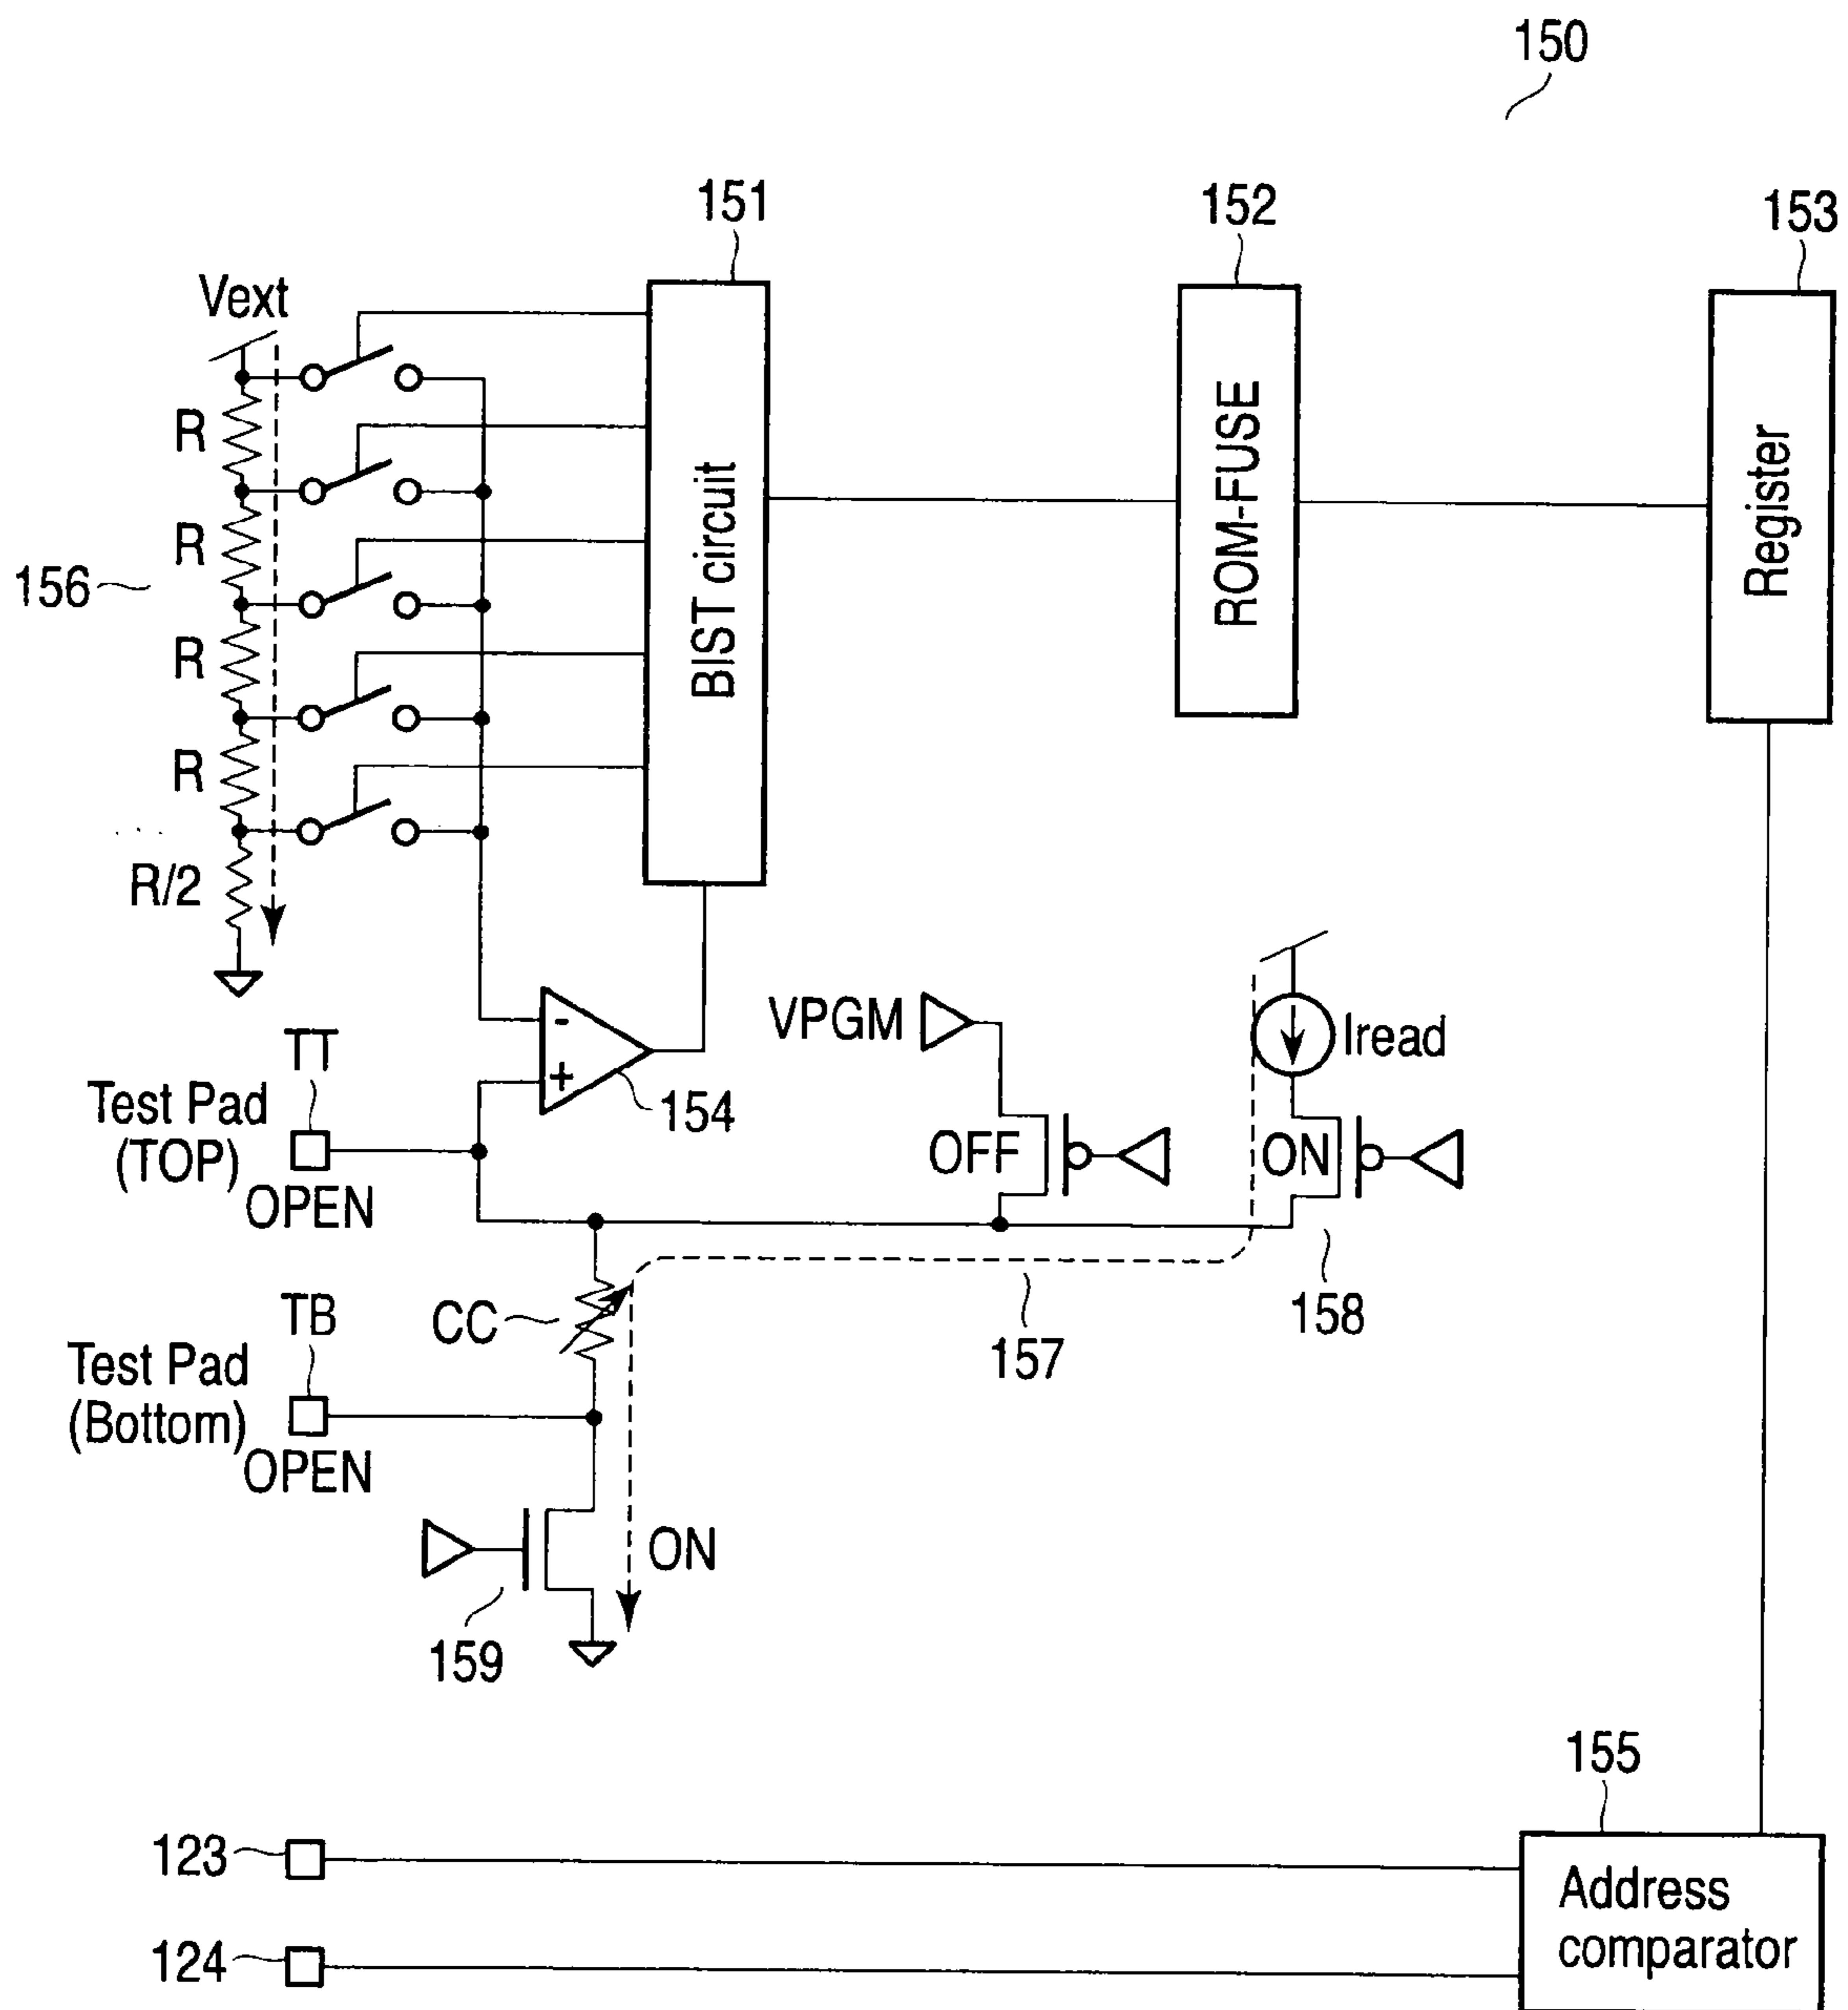 150
151
152
153
Vext
R
R
R
R
R/2
156
BIST circuit
ROM-FUSE
Register
-
+
154
TT
Test Pad
(TOP)
OPEN
VPGM
OFF
Iread
ON
158
157
CC
TB
Test Pad
(Bottom)
OPEN
ON
159
155
123
124
Address
comparator